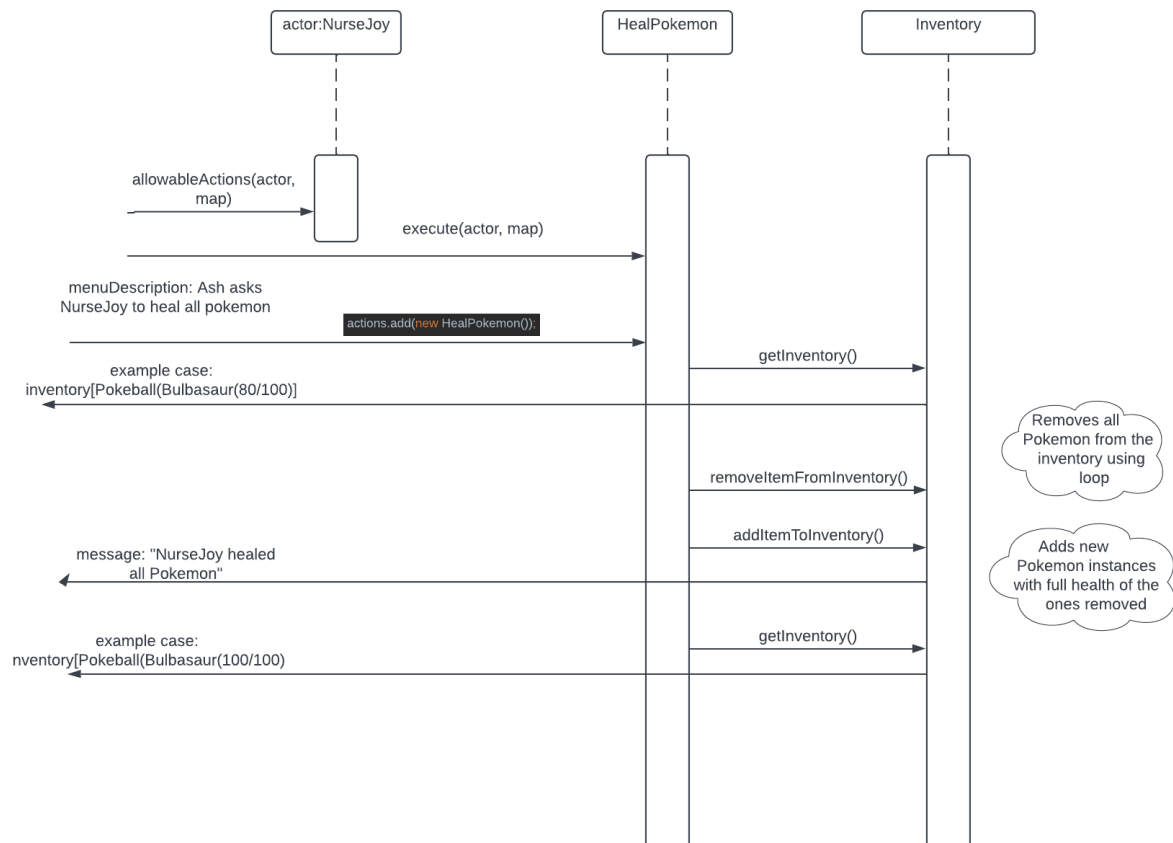 actor:NurseJoy
HealPokemon
Inventory
allowableActions(actor,
map)
execute(actor, map)
menuDescription: Ash asks
NurseJoy to heal all pokemon
actions.add(new HealPokemon());
getInventory()
example case:
inventory[Pokeball(Bulbasaur(80/100)]
Removes all
Pokemon from the
inventory using
loop
removeItemFromInventory()
addItemToInventory()
Adds new
Pokemon instances
with full health of the
ones removed
message: "NurseJoy healed
all Pokemon"
getInventory()
example case:
nventory[Pokeball(Bulbasaur(100/100)